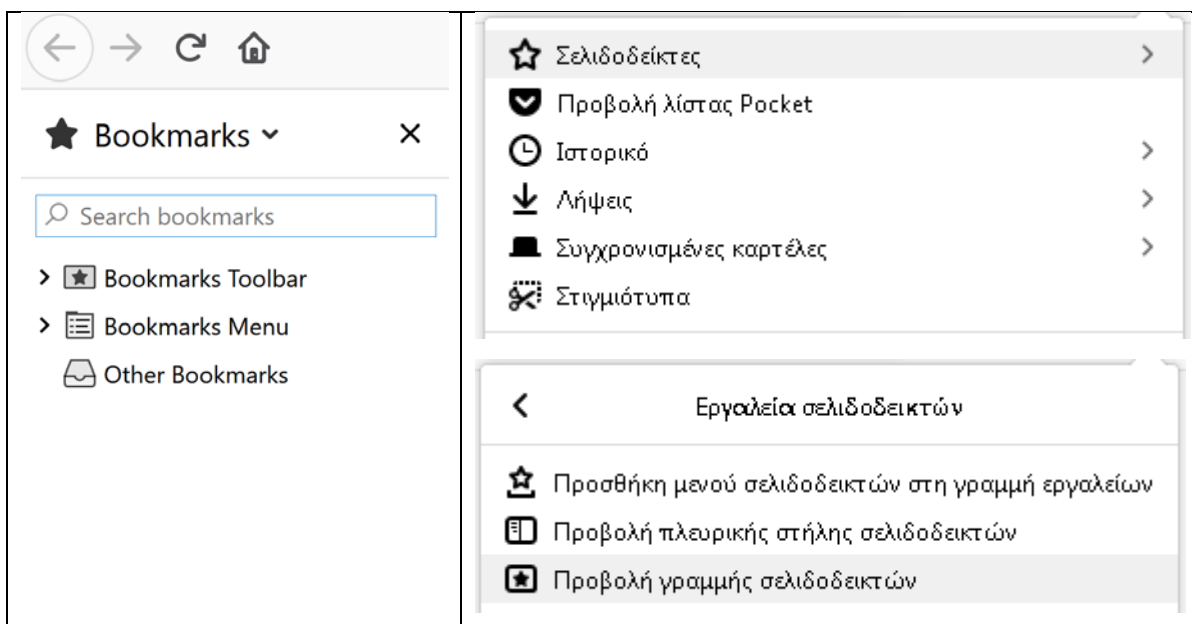 Bookmarks
Search bookmarks
Bookmarks Toolbar
Bookmarks Menu
Other Bookmarks
Σελιδοδείκτες
Προβολή λίστας Pocket
Ιστορικό
Λήψεις
Συγχρονισμένες καρτέλες
Στιγμιότυπα
Εργαλεία σελιδοδεικτών
Προσθήκη μενού σελιδοδεικτών στη γραμμή εργαλείων
Προβολή πλευρικής στήλης σελιδοδεικτών
Προβολή γραμμής σελιδοδεικτών